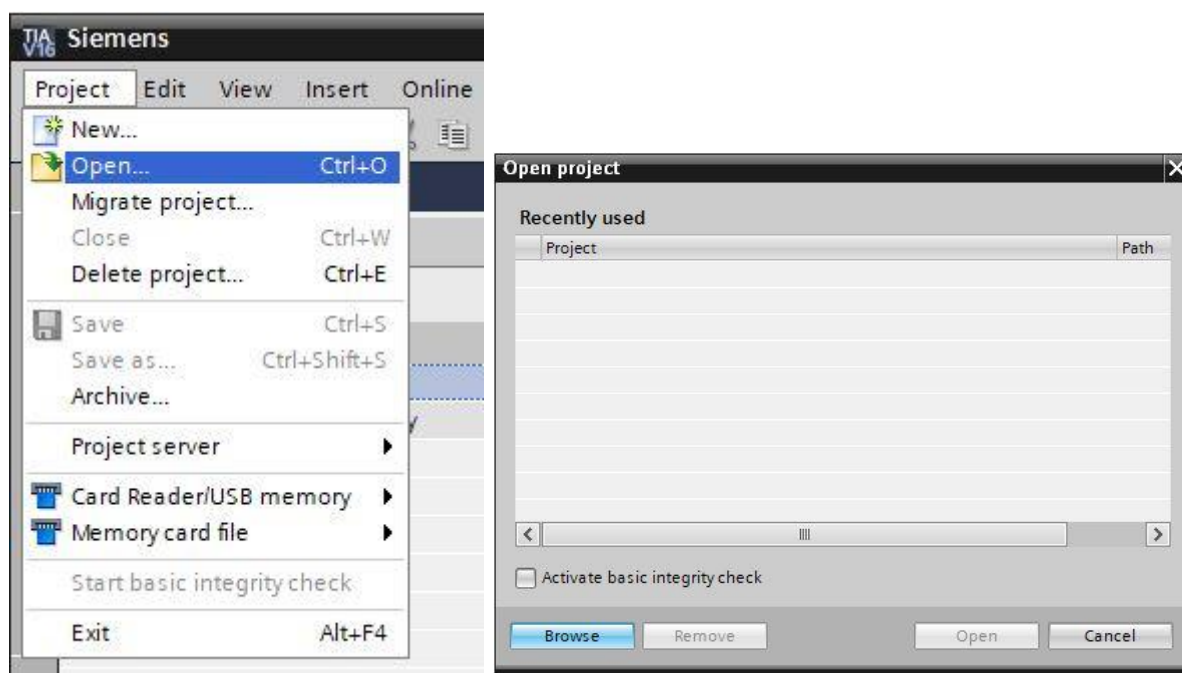 TIA V16 Siemens
Project Edit View Insert Online
New...
Open... Ctrl+O
Migrate project...
Close Ctrl+W
Delete project... Ctrl+E
Save Ctrl+S
Save as... Ctrl+Shift+S
Archive...
Project server
Card Reader/USB memory
Memory card file
Start basic integrity check
Exit Alt+F4
Open project
Recently used
Project Path
Activate basic integrity check
Browse Remove Open Cancel